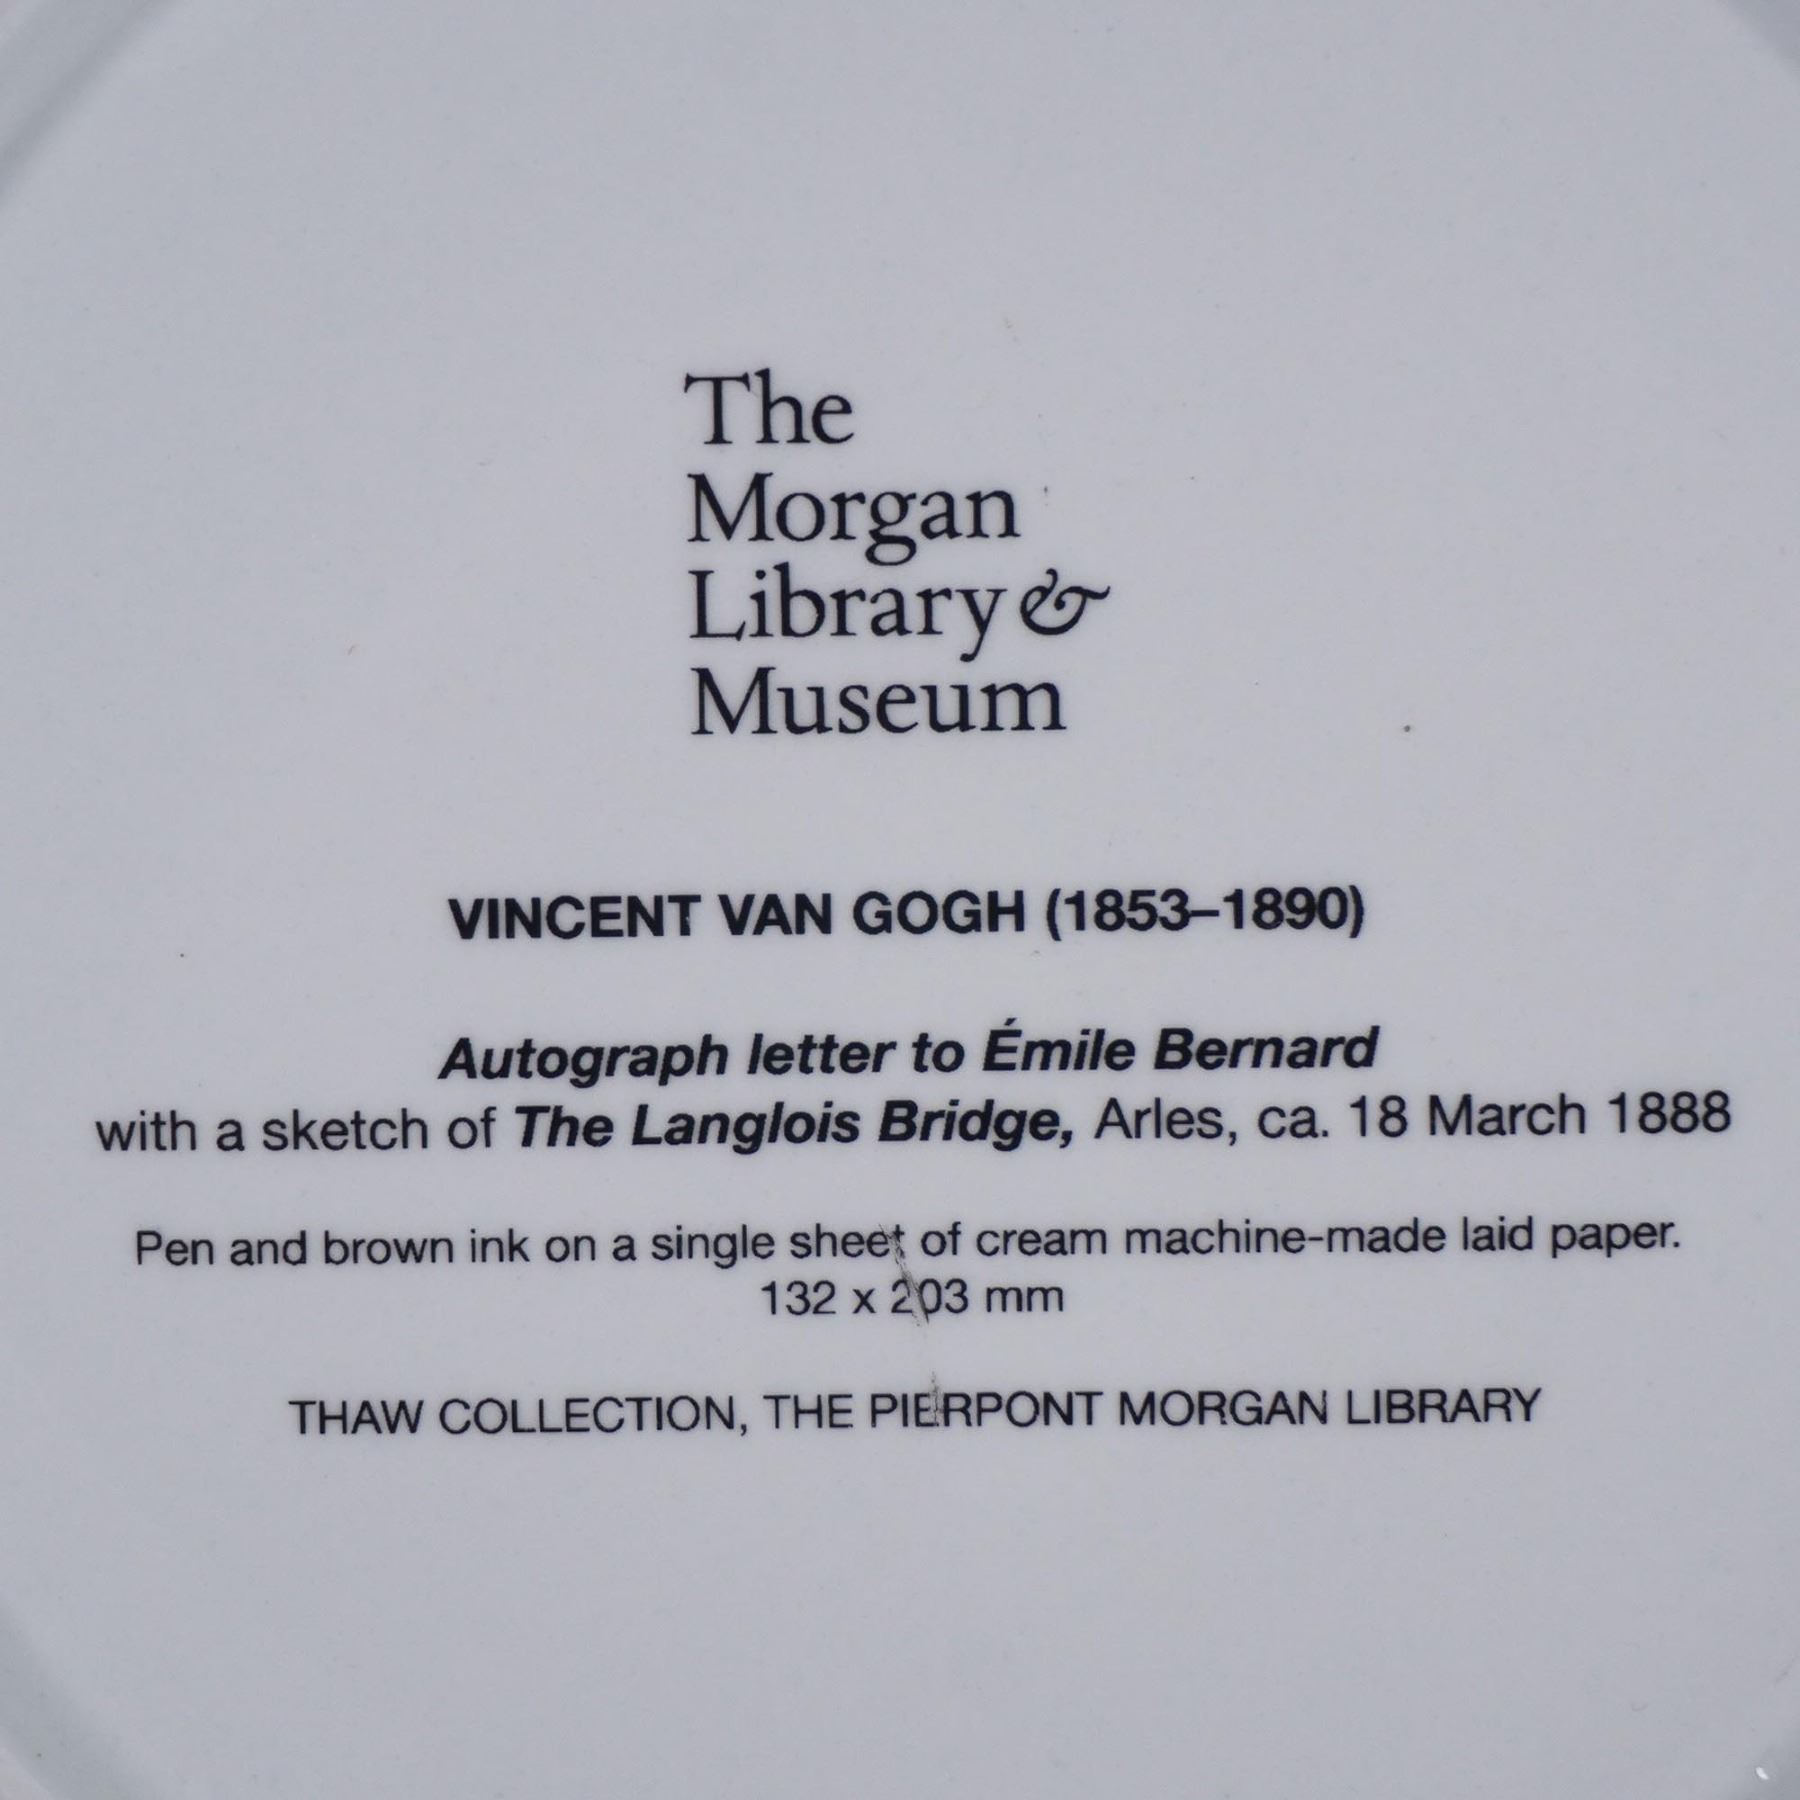 The
Morgan
Library &
Museum
VINCENT VAN GOGH (1853–1890)
Autograph letter to Émile Bernard
with a sketch of The Langlois Bridge, Arles, ca. 18 March 1888
Pen and brown ink on a single sheet of cream machine-made laid paper.
132 x 203 mm
THAW COLLECTION, THE PIERPONT MORGAN LIBRARY